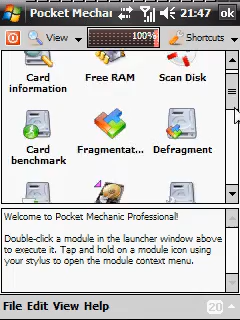 Pocket Mechan 21:47 ok
View 100% Shortcuts
Card information
Free RAM
Scan Disk
Card benchmark
Fragmentat...
Defragment
Welcome to Pocket Mechanic Professional!
Double-click a module in the launcher window above
to execute it. Tap and hold on a module icon using
your stylus to open the module context menu.
File Edit View Help 20